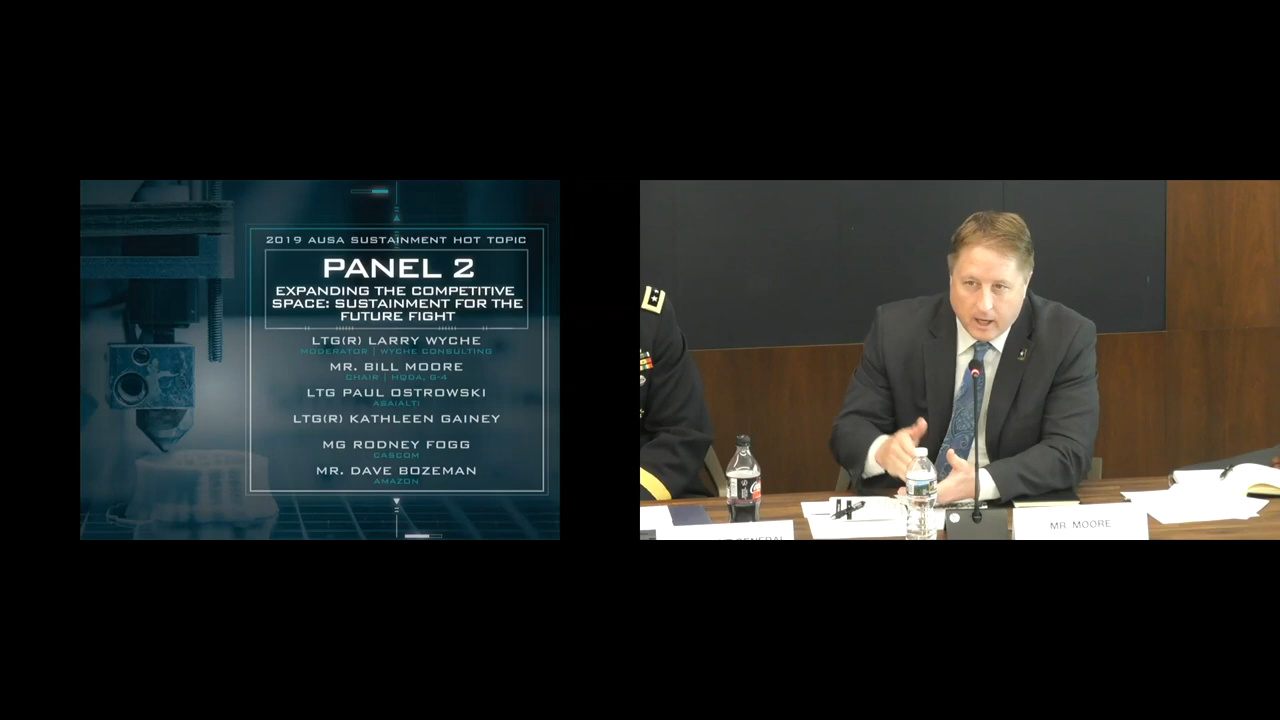 2019 AUSA SUSTAINMENT HOT TOPIC
PANEL 2
EXPANDING THE COMPETITIVE
SPACE: SUSTAINMENT FOR THE
FUTURE FIGHT
LTG(R) LARRY WYCHE
MODERATOR | WYCHE CONSULTING
MR. BILL MOORE
CHAIR | HQDA, G-4
LTG PAUL OSTROWSKI
ASA(ALT)
LTG(R) KATHLEEN GAINEY
MG RODNEY FOGG
CASCOM
MR. DAVE BOZEMAN
AMAZON
GENERAL
MR. MOORE